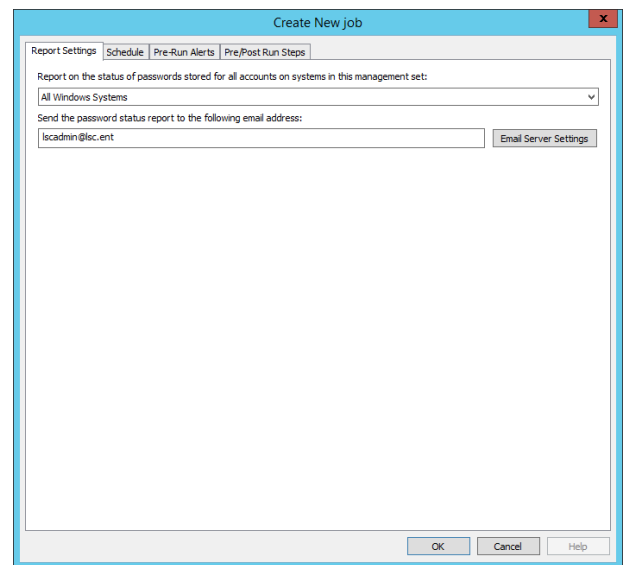 Create New job
x
Report Settings Schedule Pre-Run Alerts Pre/Post Run Steps
Report on the status of passwords stored for all accounts on systems in this management set:
All Windows Systems
Send the password status report to the following email address:
lscadmin@lsc.ent Email Server Settings
OK Cancel Help